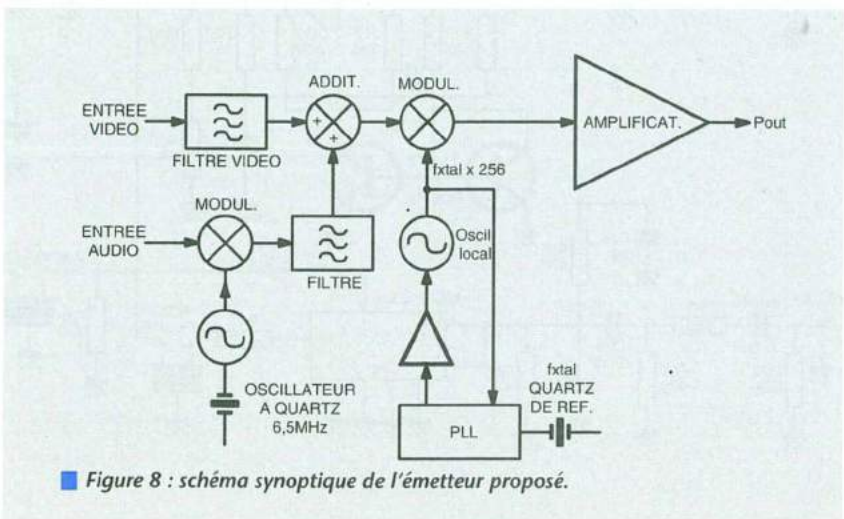 ADDIT.
MODUL.
ENTREE
VIDEO
FILTRE VIDEO
+
+
AMPLIFICAT.
Pout
fxtal x 256
MODUL.
ENTREE
AUDIO
FILTRE
Oscil
local
OSCILLATEUR
A QUARTZ
6,5MHz
PLL
fxtal
QUARTZ
DE REF.
Figure 8 : schéma synoptique de l'émetteur proposé.